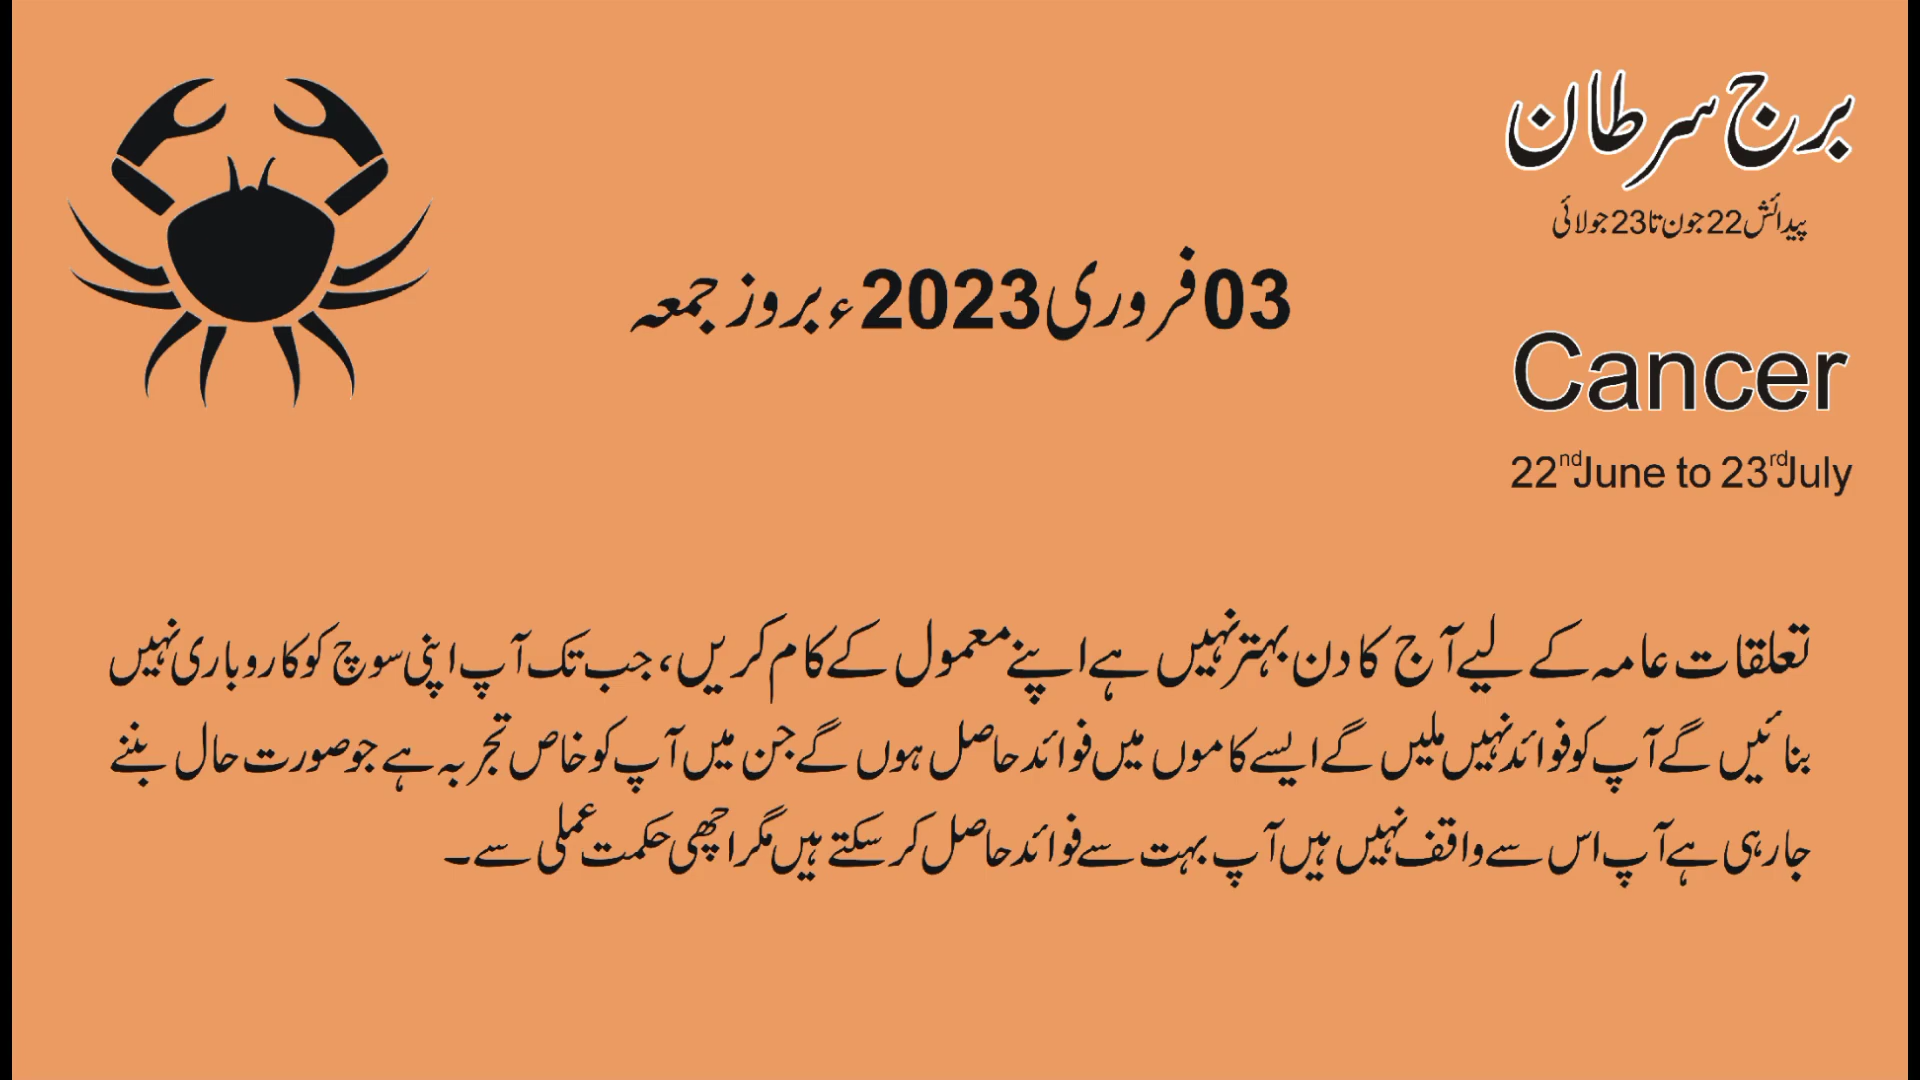 برج سرطان
پیدائش 22 جون تا 23 جولائی
03 فروری 2023ء بروز جمعہ
Cancer
22nd June to 23rd July
تعلقات عامہ کے لیے آج کا دن بہتر نہیں ہے اپنے معمول کے کام کریں، جب تک آپ اپنی سوچ کو کاروباری نہیں
بنائیں گے آپ کو فوائد نہیں ملیں گے ایسے کاموں میں فوائد حاصل ہوں گے جن میں آپ کو خاص تجربہ ہے جو صورت حال بننے
جارہی ہے آپ اس سے واقف نہیں ہیں آپ بہت سے فوائد حاصل کرسکتے ہیں مگر اچھی حکمت عملی سے۔